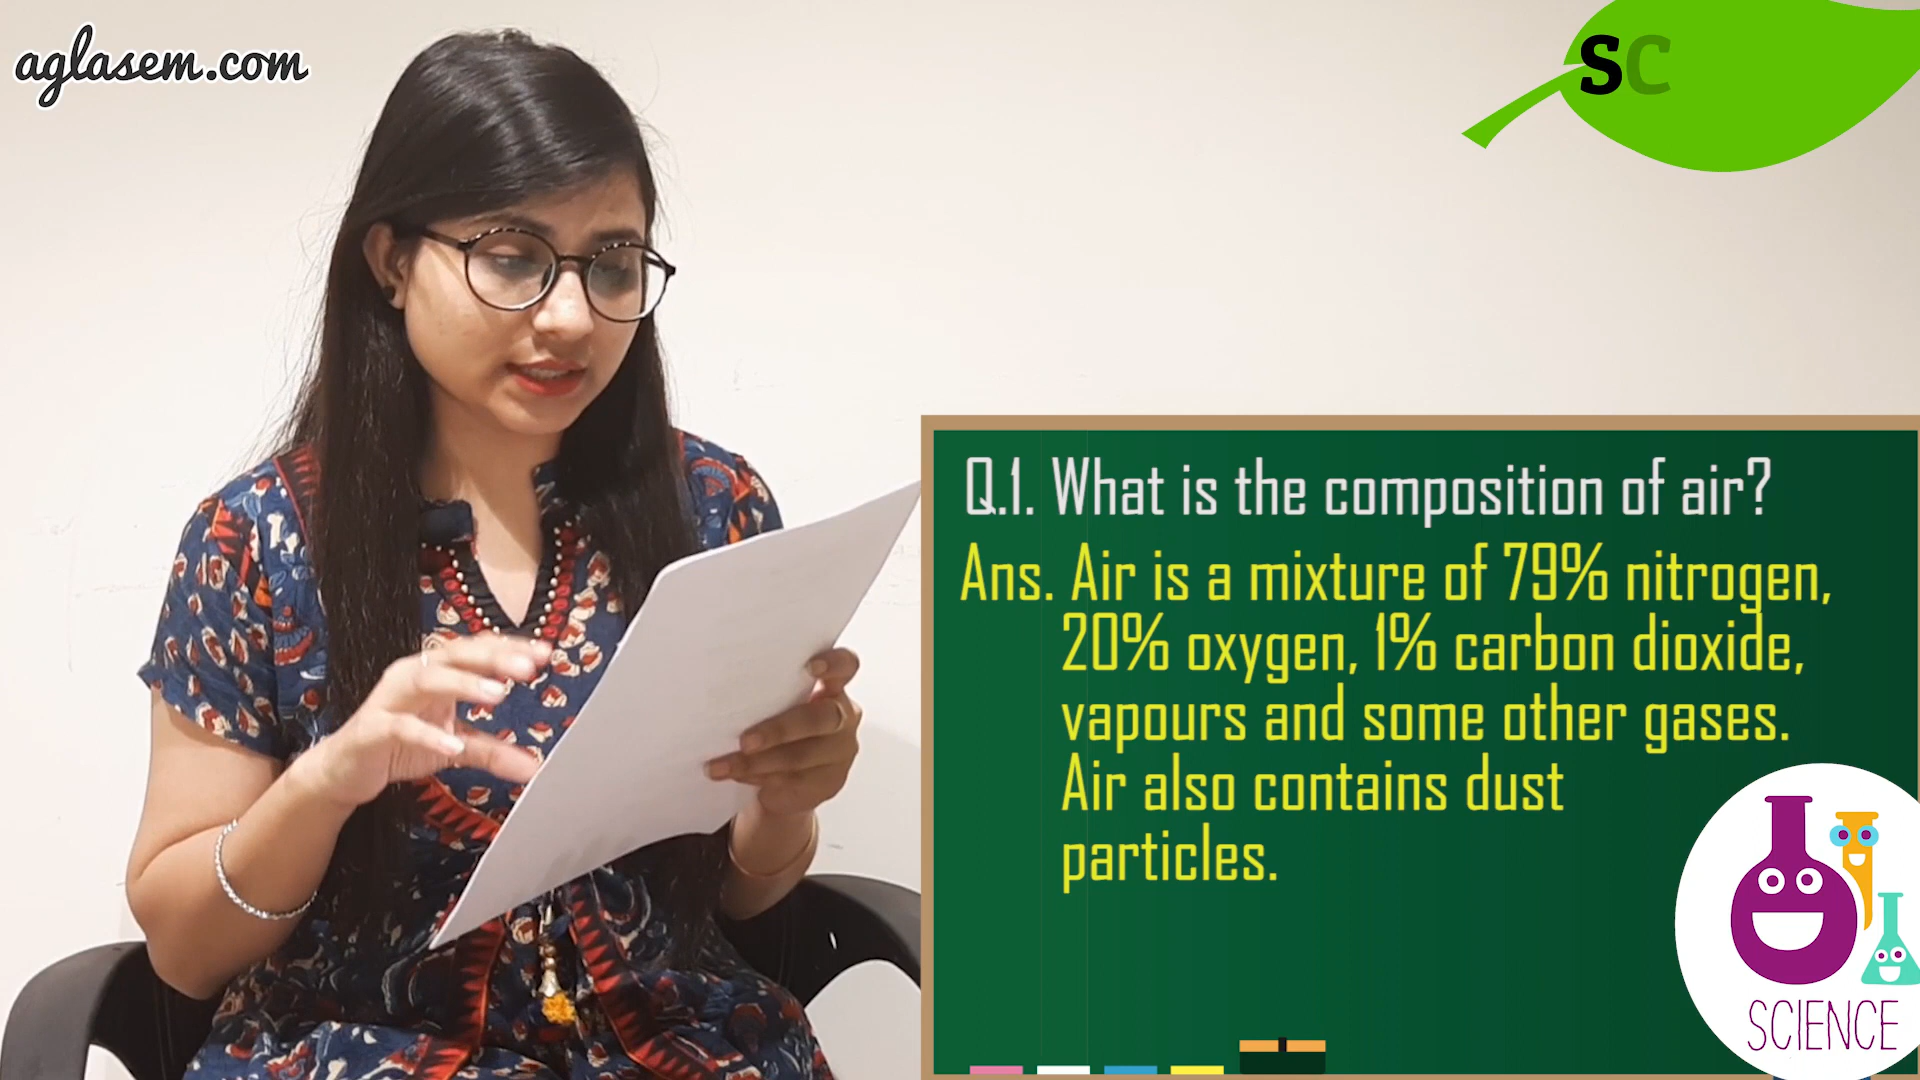 aglasem.com
SC
Q.1. What is the composition of air?
Ans. Air is a mixture of 79% nitrogen,
20% oxygen, 1% carbon dioxide,
vapours and some other gases.
Air also contains dust
particles.
SCIENCE